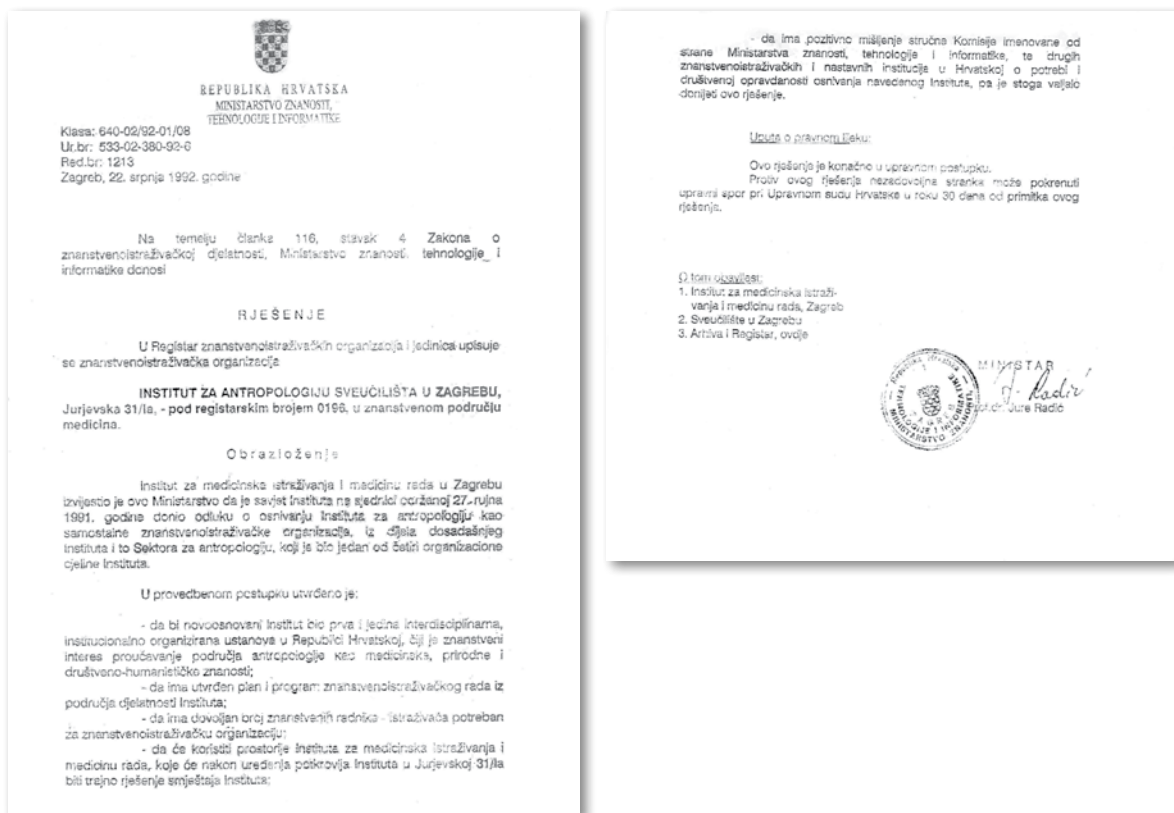 REPUBLIKA HRVATSKA
MINISTARSTVO ZNANOSTI,
TEHNOLOGIJE I INFORMATIKE
Klasa: 640-02/92-01/08
Ur.br: 533-02-380-92-6
Red.br: 1213
Zagreb, 22. srpnja 1992. godine
Na temelju članka 116, stavak 4 Zakona o
znanstvenoistraživačkoj djelatnosti, Ministarstvo znanosti, tehnologije i
informatike donosi
RJEŠENJE
U Registar znanstvenoistraživačkih organizacija i jedinica upisuje
se znanstvenoistraživačka organizacija
INSTITUT ZA ANTROPOLOGIJU SVEUČILIŠTA U ZAGREBU,
Jurjevska 31/Ia, - pod registarskim brojem 0196, u znanstvenom području
medicina.
Obrazloženje
Institut za medicinska istraživanja i medicinu rada u Zagrebu
izvijestio je ovo Ministarstvo da je savjet Instituta na sjednici održanoj 27. rujna
1991. godine donio odluku o osnivanju Instituta za antropologiju kao
samostalne znanstvenoistraživačke organizacije, iz dijela dosadašnjeg
Instituta i to Sektora za antropologiju, koji je bio jedan od četiri organizacione
cjeline Instituta.
U provedbenom postupku utvrđeno je:
- da bi novoosnovani Institut bio prva i jedina interdisciplinarna,
institucionalno organizirana ustanova u Republici Hrvatskoj, čiji je znanstveni
interes proučavanje područja antropologije kao medicinske, prirodne i
društveno-humanističke znanosti;
- da ima utvrđen plan i program znanstvenoistraživačkog rada iz
područja djelatnosti Instituta;
- da ima dovoljan broj znanstvenih radnika - istraživača potreban
za znanstvenoistraživačku organizaciju;
- da će koristiti prostorije Instituta za medicinska istraživanja i
medicinu rada, koje će nakon uređenja potkrovlja Instituta u Jurjevskoj 31/Ia
biti trajno rješenje smještaja Instituta;
- da ima pozitivno mišljenje stručne Komisije imenovane od
strane Ministarstva znanosti, tehnologije i informatike, te drugih
znanstvenoistraživačkih i nastavnih institucija u Hrvatskoj o potrebi i
društvenoj opravdanosti osnivanja navedenog Instituta, pa je stoga valjalo
donijeti ovo rješenje.
Uputa o pravnom lijeku:
Ovo rješenje je konačno u upravnom postupku.
Protiv ovog rješenja nezadovoljna stranka može pokrenuti
upravni spor pri Upravnom sudu Hrvatske u roku 30 dana od primitka ovog
rješenja.
O tom obavijest:
1. Institut za medicinska istraži-
vanja i medicinu rada, Zagreb
2. Sveučilište u Zagrebu
3. Arhiva i Registar, ovdje
MINISTAR
J. Radić
prof.dr. Jure Radić
Republika Hrvatska
MINISTARSTVO ZNANOSTI,
TEHNOLOGIJE I INFORMATIKE
ZAGREB